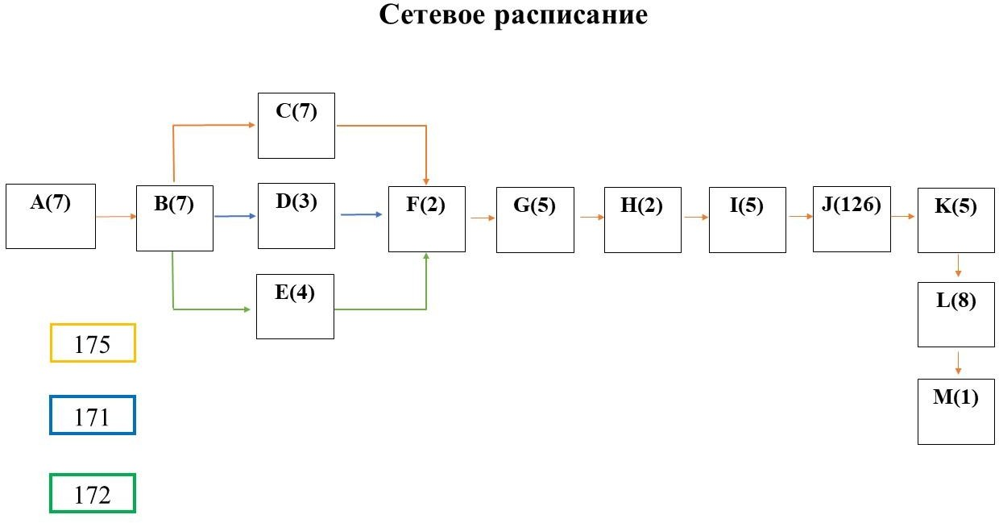 Сетевое расписание
C(7)
A(7)
B(7)
D(3)
F(2)
G(5)
H(2)
I(5)
J(126)
K(5)
E(4)
L(8)
175
M(1)
171
172